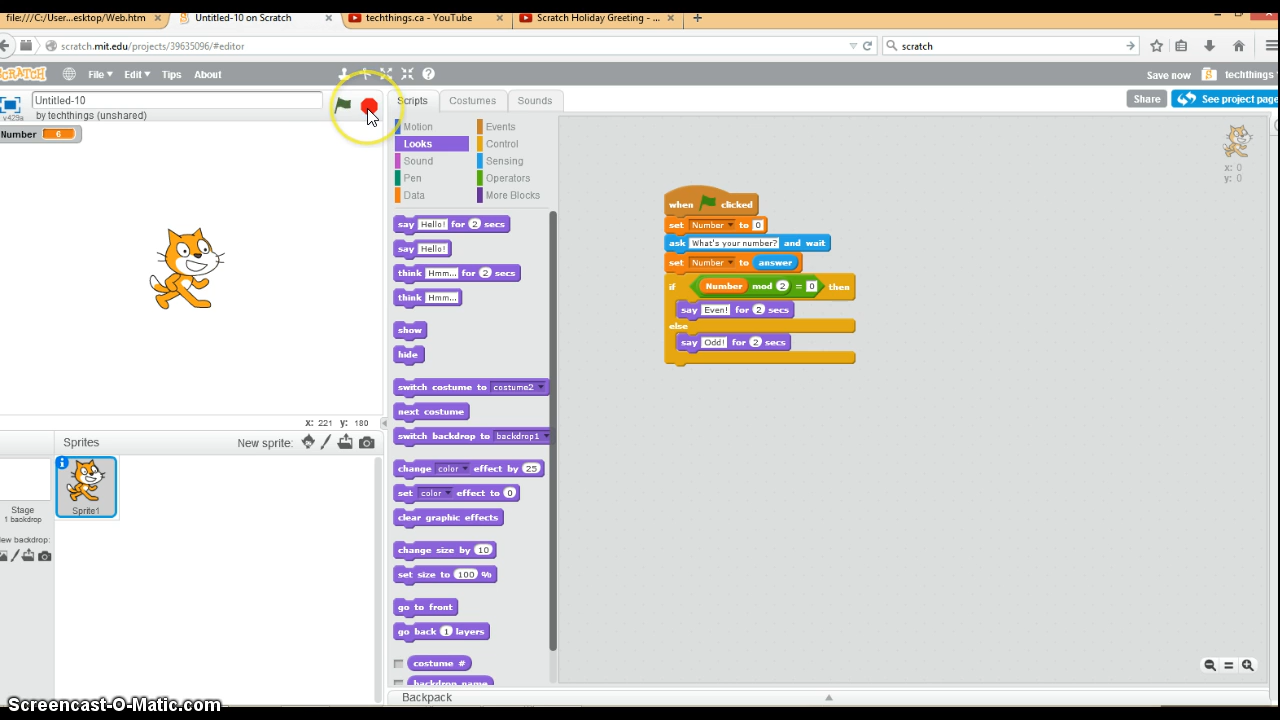 file:///C:/User...esktop/Web.htm
Untitled-10 on Scratch
techthings.ca - YouTube
Scratch Holiday Greeting - ...
scratch.mit.edu/projects/39635096/#editor
scratch
SCRATCH
File
Edit
Tips
About
Save now
techthings
Untitled-10
by techthings (unshared)
v429a
Scripts
Costumes
Sounds
Share
See project page
Number 6
Motion
Events
Looks
Control
Sound
Sensing
Pen
Operators
Data
More Blocks
x: 0
y: 0
say Hello! for 2 secs
say Hello!
think Hmm... for 2 secs
think Hmm...
show
hide
switch costume to costume2
next costume
switch backdrop to backdrop1
change color effect by 25
set color effect to 0
clear graphic effects
change size by 10
set size to 100 %
go to front
go back 1 layers
costume #
backdrop name
when clicked
set Number to 0
ask What's your number? and wait
set Number to answer
if Number mod 2 = 0 then
say Even! for 2 secs
else
say Odd! for 2 secs
x: 221 y: 180
Sprites
New sprite:
Sprite1
Stage
1 backdrop
New backdrop:
Backpack
Screencast-O-Matic.com